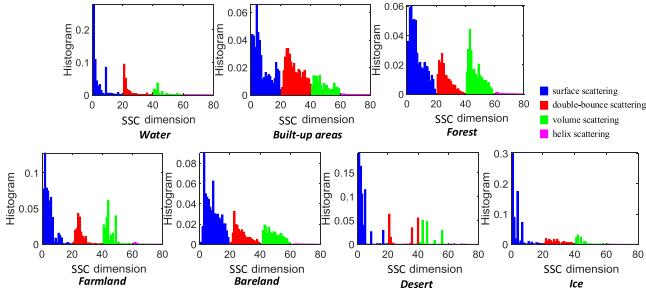 Histogram
0.2
0.1
0
0 20 40 60 80
SSC dimension
Water
Histogram
0.06
0.04
0.02
0
0 20 40 60 80
SSC dimension
Built-up areas
Histogram
0.06
0.04
0.02
0
0 20 40 60 80
SSC dimension
Forest
surface scattering
double-bounce scattering
volume scattering
helix scattering
Histogram
0.1
0.05
0
0 20 40 60 80
SSC dimension
Farmland
Histogram
0.08
0.06
0.04
0.02
0
0 20 40 60 80
SSC dimension
Bareland
Histogram
0.15
0.1
0.05
0
0 20 40 60 80
SSC dimension
Desert
Histogram
0.3
0.2
0.1
0
0 20 40 60 80
SSC dimension
Ice